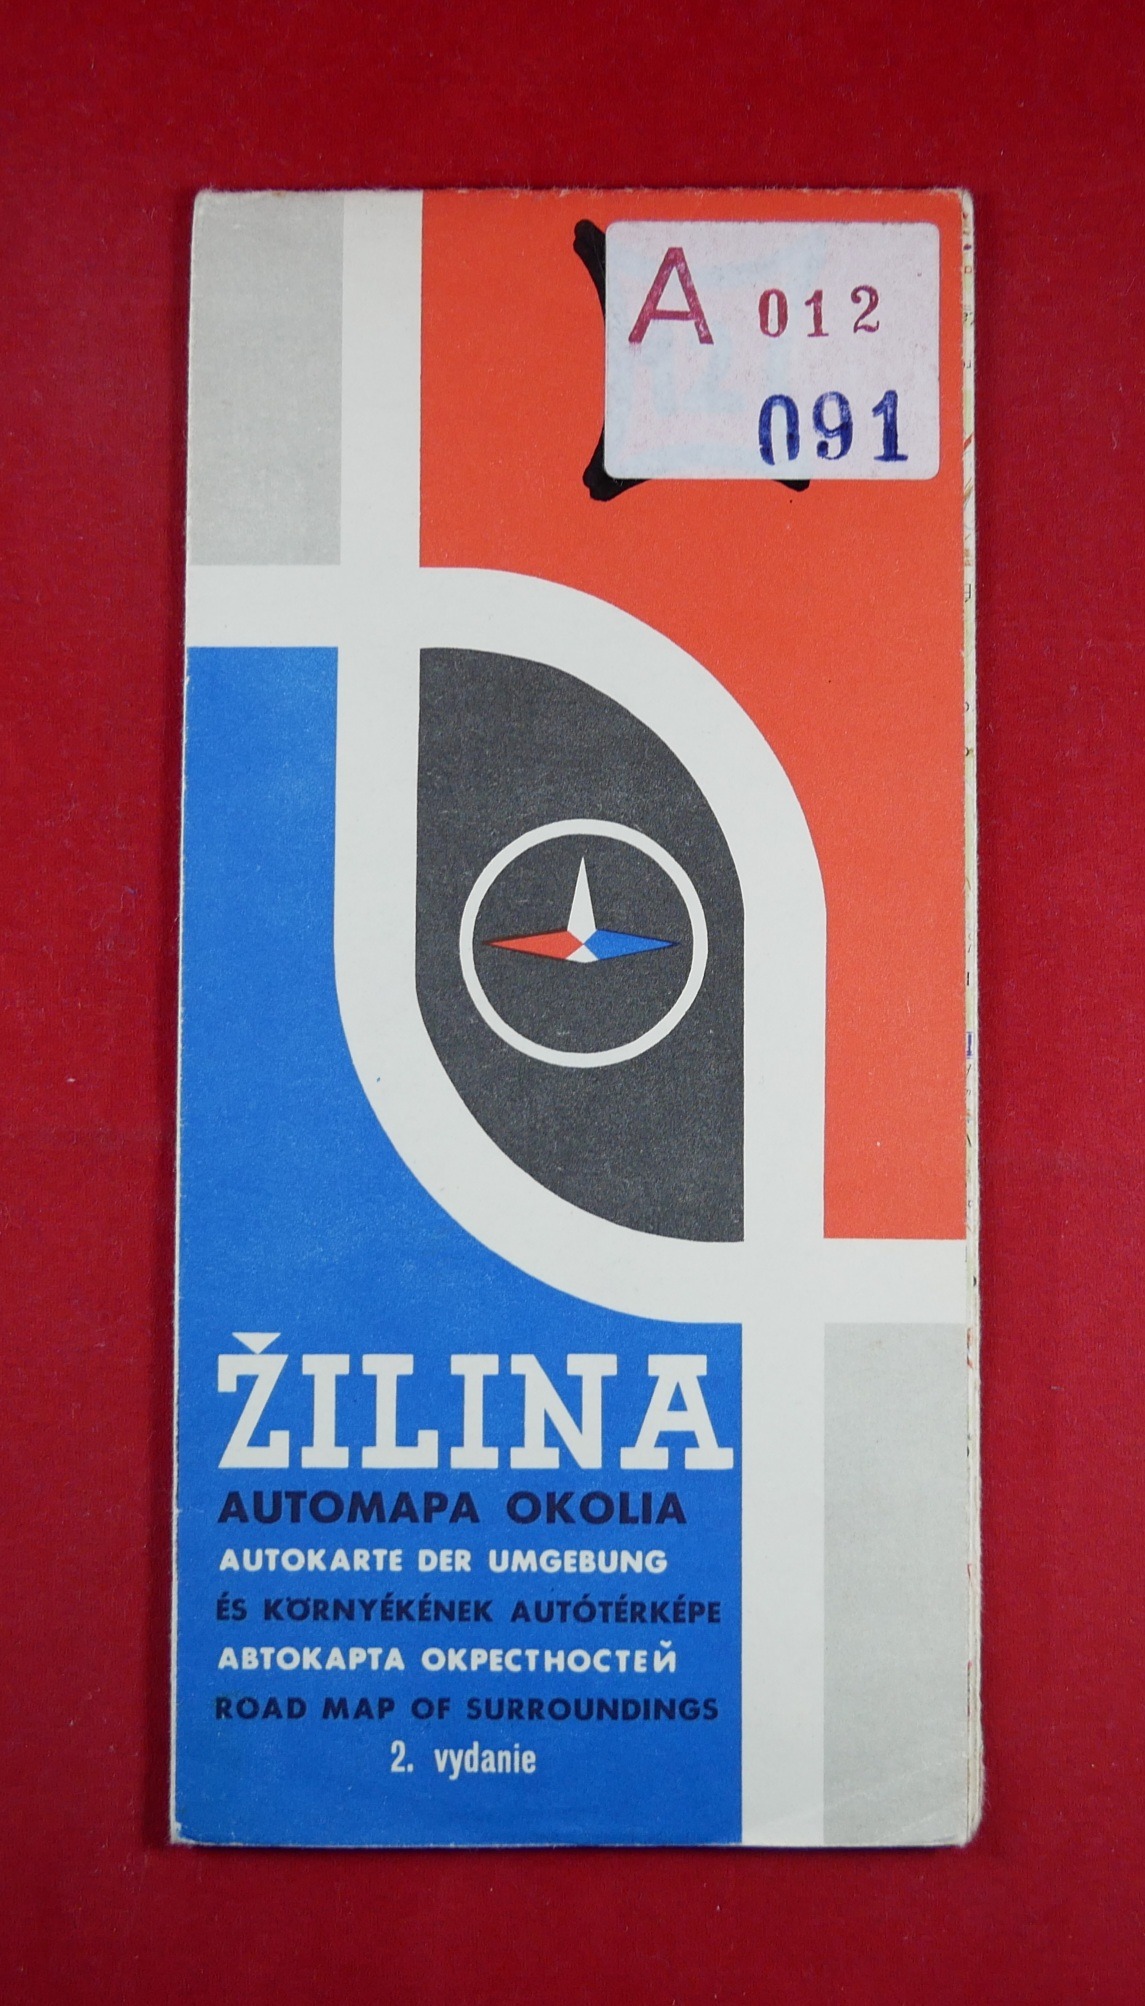 A 012
091
ŽILINA
AUTOMAPA OKOLIA
AUTOKARTE DER UMGEBUNG
ÉS KÖRNYÉKÉNEK AUTÓTÉRKÉPE
АВТОКАРТА ОКРЕСТНОСТЕЙ
ROAD MAP OF SURROUNDINGS
2. vydanie